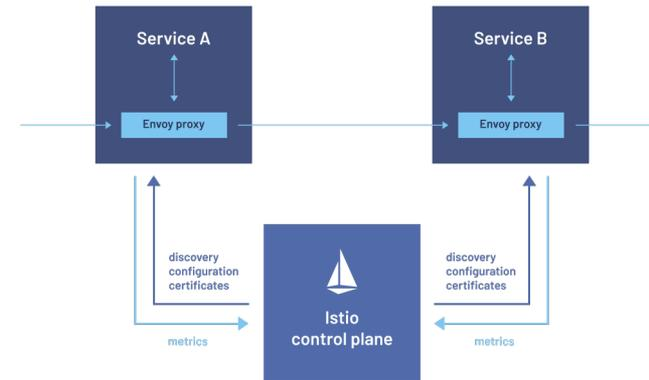 Service A
Envoy proxy
Service B
Envoy proxy
discovery
configuration
certificates
metrics
Istio
control plane
discovery
configuration
certificates
metrics